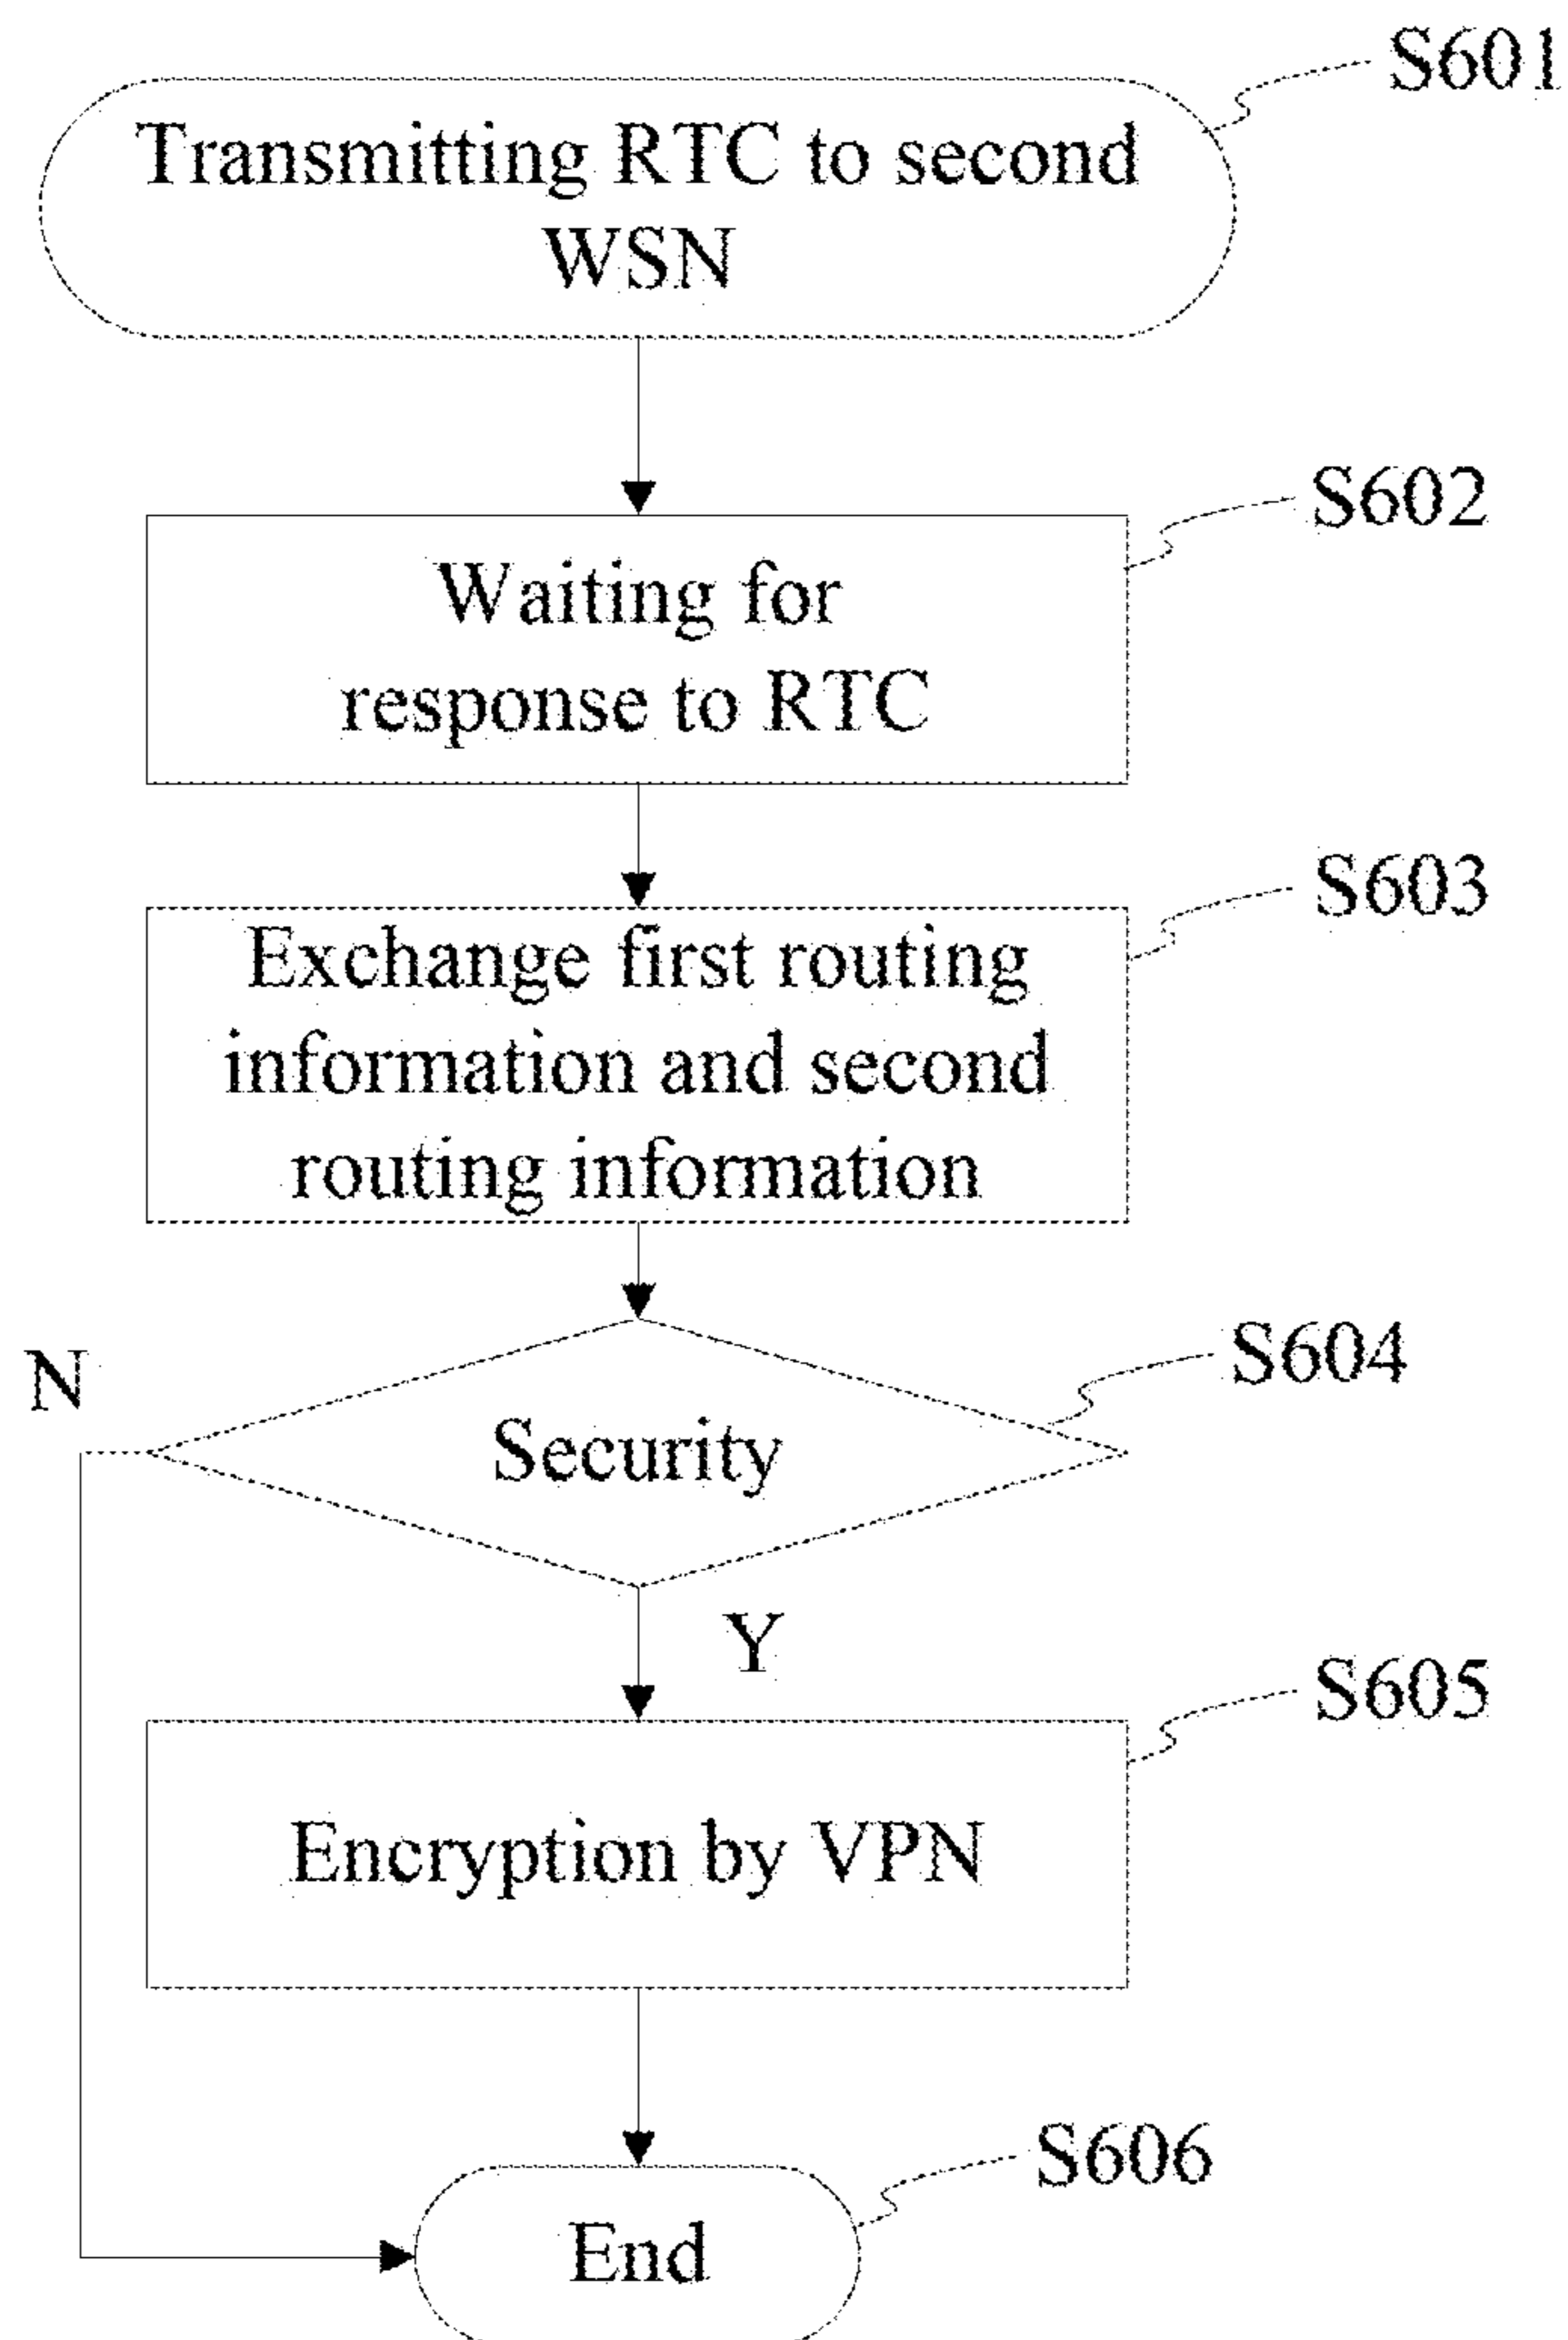 S601
Transmitting RTC to second
WSN
S602
Waiting for
response to RTC
S603
Exchange first routing
information and second
routing information
S604
N
Security
Y
S605
Encryption by VPN
S606
End